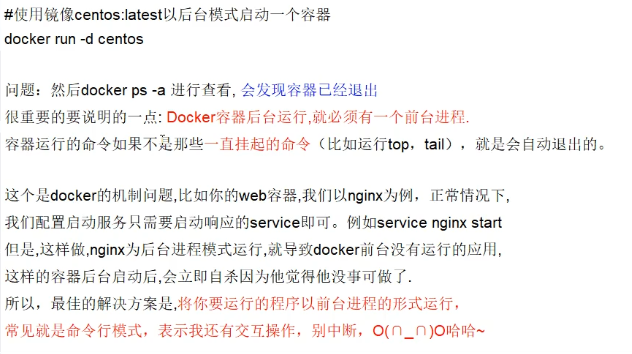 #使用镜像centos:latest以后台模式启动一个容器
docker run -d centos
问题：然后docker ps -a 进行查看, 会发现容器已经退出
很重要的要说明的一点: Docker容器后台运行,就必须有一个前台进程.
容器运行的命令如果不是那些一直挂起的命令（比如运行top，tail），就是会自动退出的。
这个是docker的机制问题,比如你的web容器,我们以nginx为例，正常情况下,
我们配置启动服务只需要启动响应的service即可。例如service nginx start
但是,这样做,nginx为后台进程模式运行,就导致docker前台没有运行的应用,
这样的容器后台启动后,会立即自杀因为他觉得他没事可做了.
所以，最佳的解决方案是,将你要运行的程序以前台进程的形式运行，
常见就是命令行模式，表示我还有交互操作，别中断，O(∩_∩)O哈哈~